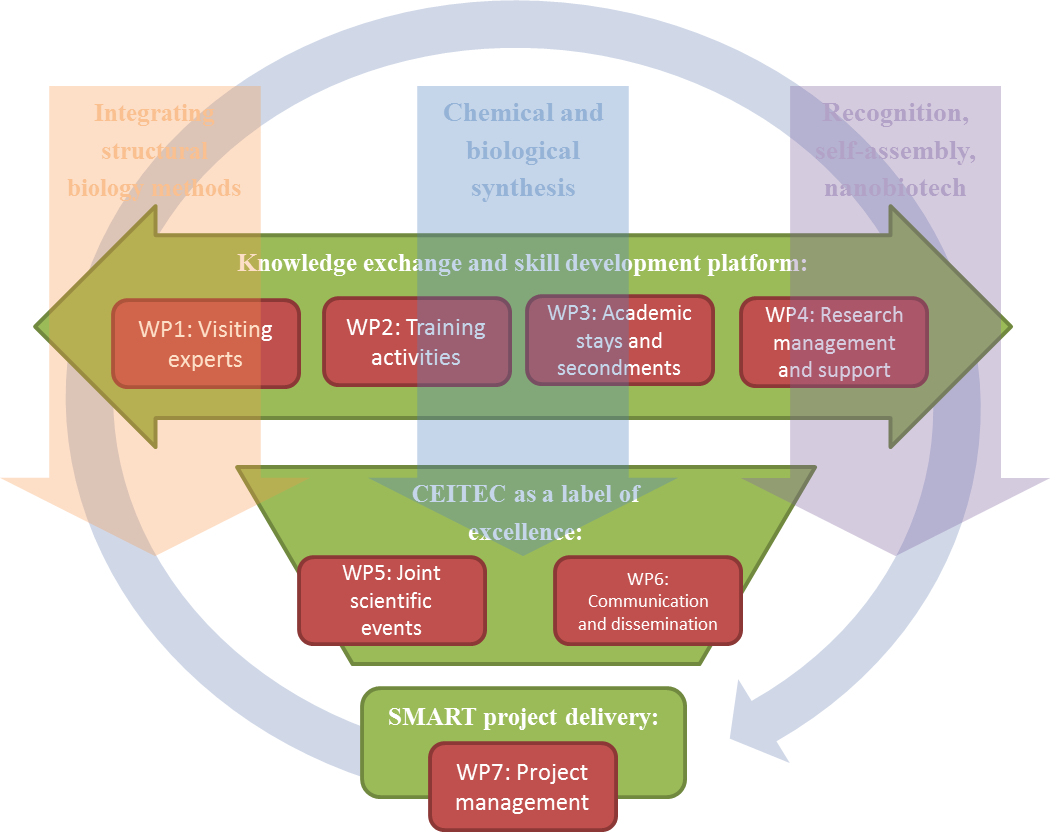 Integrating
structural
biology methods
Chemical and
biological
synthesis
Recognition,
self-assembly,
nanobiotech
Knowledge exchange and skill development platform:
WP1: Visiting
experts
WP2: Training
activities
WP3: Academic
stays and
secondments
WP4: Research
management
and support
CEITEC as a label of
excellence:
WP5: Joint
scientific
events
WP6:
Communication
and dissemination
SMART project delivery:
WP7: Project
management